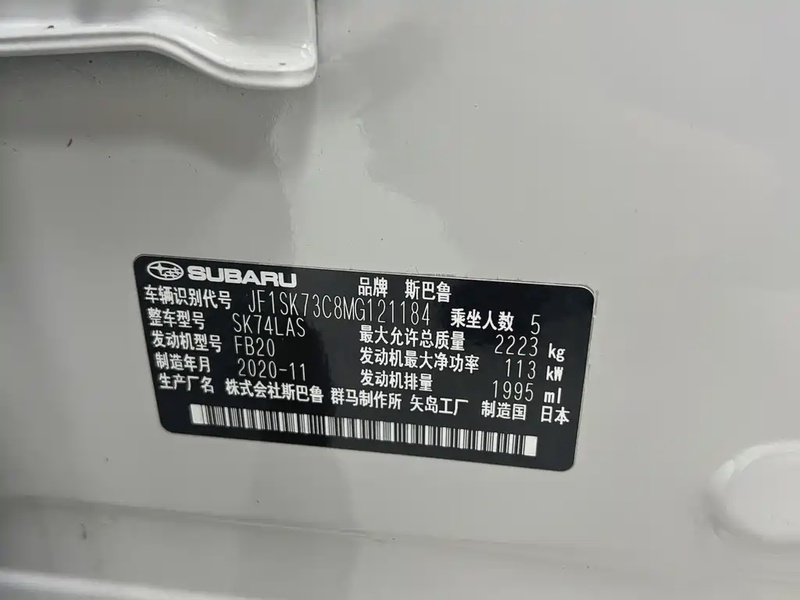 SUBARU 品牌 斯巴鲁
车辆识别代号 JF1SK73C8MG121184 乘坐人数 5
整车型号 SK74LAS 最大允许总质量 2223 kg
发动机型号 FB20 发动机最大净功率 113 kW
制造年月 2020-11 发动机排量 1995 ml
生产厂名 株式会社斯巴鲁 群马制作所 矢岛工厂 制造国 日本